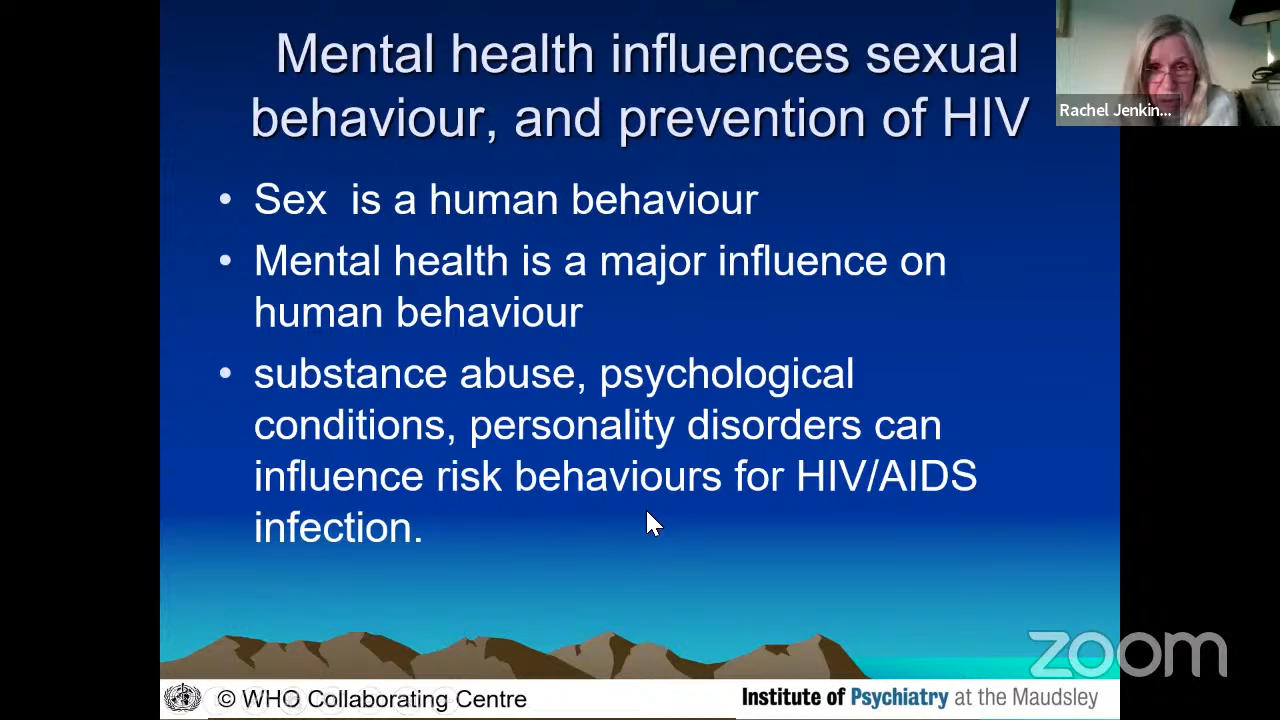 Mental health influences sexual
behaviour, and prevention of HIV
Rachel Jenkin...
• Sex is a human behaviour
• Mental health is a major influence on
human behaviour
• substance abuse, psychological
conditions, personality disorders can
influence risk behaviours for HIV/AIDS
infection.
zoom
© WHO Collaborating Centre
Institute of Psychiatry at the Maudsley